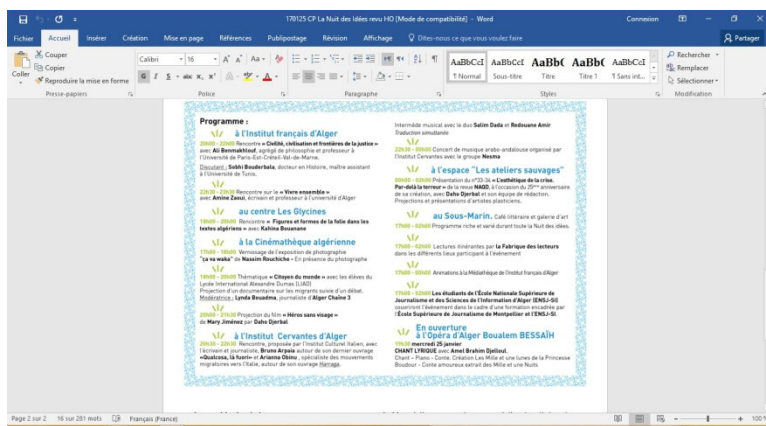 170125 CP La Nuit des Idées revu HD [Mode de compatibilité] - Word
Connexion
Fichier Accueil Insérer Création Mise en page Références Publipostage Révision Affichage Dites-nous ce que vous voulez faire Partager
Coller
Couper
Copier
Reproduire la mise en forme
Presse-papiers
Calibri 16
Police
Paragraphe
AaBbCcI AaBbCcI AaBb( AaBb( AaBbCcI
¶ Normal Sous-titre Titre Titre 1 ¶ Sans int...
Styles
Rechercher
Remplacer
Sélectionner
Modification
Programme :
à l'Institut français d'Alger
20h00 - 22h00 Rencontre « Civilité, civilisation et frontières de la justice »
avec Ali Benmakhlouf, agrégé de philosophie et professeur à
l'Université de Paris-Est-Créteil-Val-de-Marne.
Discutant : Sobhi Bouderbala, docteur en Histoire, maître assistant
à l'Université de Tunis.
22h30 - 23h30 Rencontre sur le « Vivre ensemble »
avec Amine Zaoui, écrivain et professeur à l'université d'Alger
au centre Les Glycines
18h00 - 20h00 Rencontre « Figures et formes de la folie dans les
textes algériens » avec Kahina Bouanane
à la Cinémathèque algérienne
17h00 - 18h00 Vernissage de l'exposition de photographie
"ça va waka" de Nassim Rouchiche - En présence du photographe
18h00 - 20h00 Thématique « Citoyen du monde » avec les élèves du
Lycée International Alexandre Dumas (LIAD)
Projection d'un documentaire sur les migrants suivie d'un débat.
Modératrice : Lynda Bouadma, journaliste d'Alger Chaîne 3
20h00 - 21h30 Projection du film « Héros sans visage »
de Mary Jiménez par Daho Djerbal
à l'Institut Cervantes d'Alger
20h30 - 22h30 Rencontre, proposée par l'Institut Culturel Italien, avec
l'écrivain et journaliste, Bruno Arpaia autour de son dernier ouvrage
«Qualcosa, là fuori» et Arianna Obinu , spécialiste des mouvements
migratoires vers l'Italie, autour de son ouvrage Harraga.
Intermède musical avec le duo Salim Dada et Redouane Amir
Traduction simultanée
22h30 - 00h00 Concert de musique arabo-andalouse organisé par
l'Institut Cervantes avec le groupe Nesma
à l'espace "Les ateliers sauvages"
00h00 - 02h00 Présentation du n°33-34 « L'esthétique de la crise.
Par-delà la terreur » de la revue NAQD, à l'occasion du 25ème anniversaire
de sa création, avec Daho Djerbal et son équipe de rédaction.
Projections et présentations d'artistes plasticiens.
au Sous-Marin. Café littéraire et galerie d'art
17h00 - 02h00 Programme riche et varié durant toute la Nuit des idées.
17h00 - 02h00 Lectures itinérantes par la Fabrique des lecteurs
dans les différents lieux participant à l'événement
17h00 - 00h00 Animations à la Médiathèque de l'Institut français d'Alger
17h00 - 02h00 Les étudiants de l'École Nationale Supérieure de
Journalisme et des Sciences de l'Information d'Alger (ENSJ-SI)
couvriront l'événement dans le cadre d'une formation encadrée par
l'École Supérieure de Journalisme de Montpellier et l'ENSJ-SI.
En ouverture
à l'Opéra d'Alger Boualem BESSAÏH
19h30 mercredi 25 janvier
CHANT LYRIQUE avec Amel Brahim Djelloul.
Chant - Piano - Conte. Création Les Mille et une lunes de la Princesse
Boudour - Conte amoureux extrait des Mille et une Nuits
Page 2 sur 2 16 sur 281 mots Français (France) 100